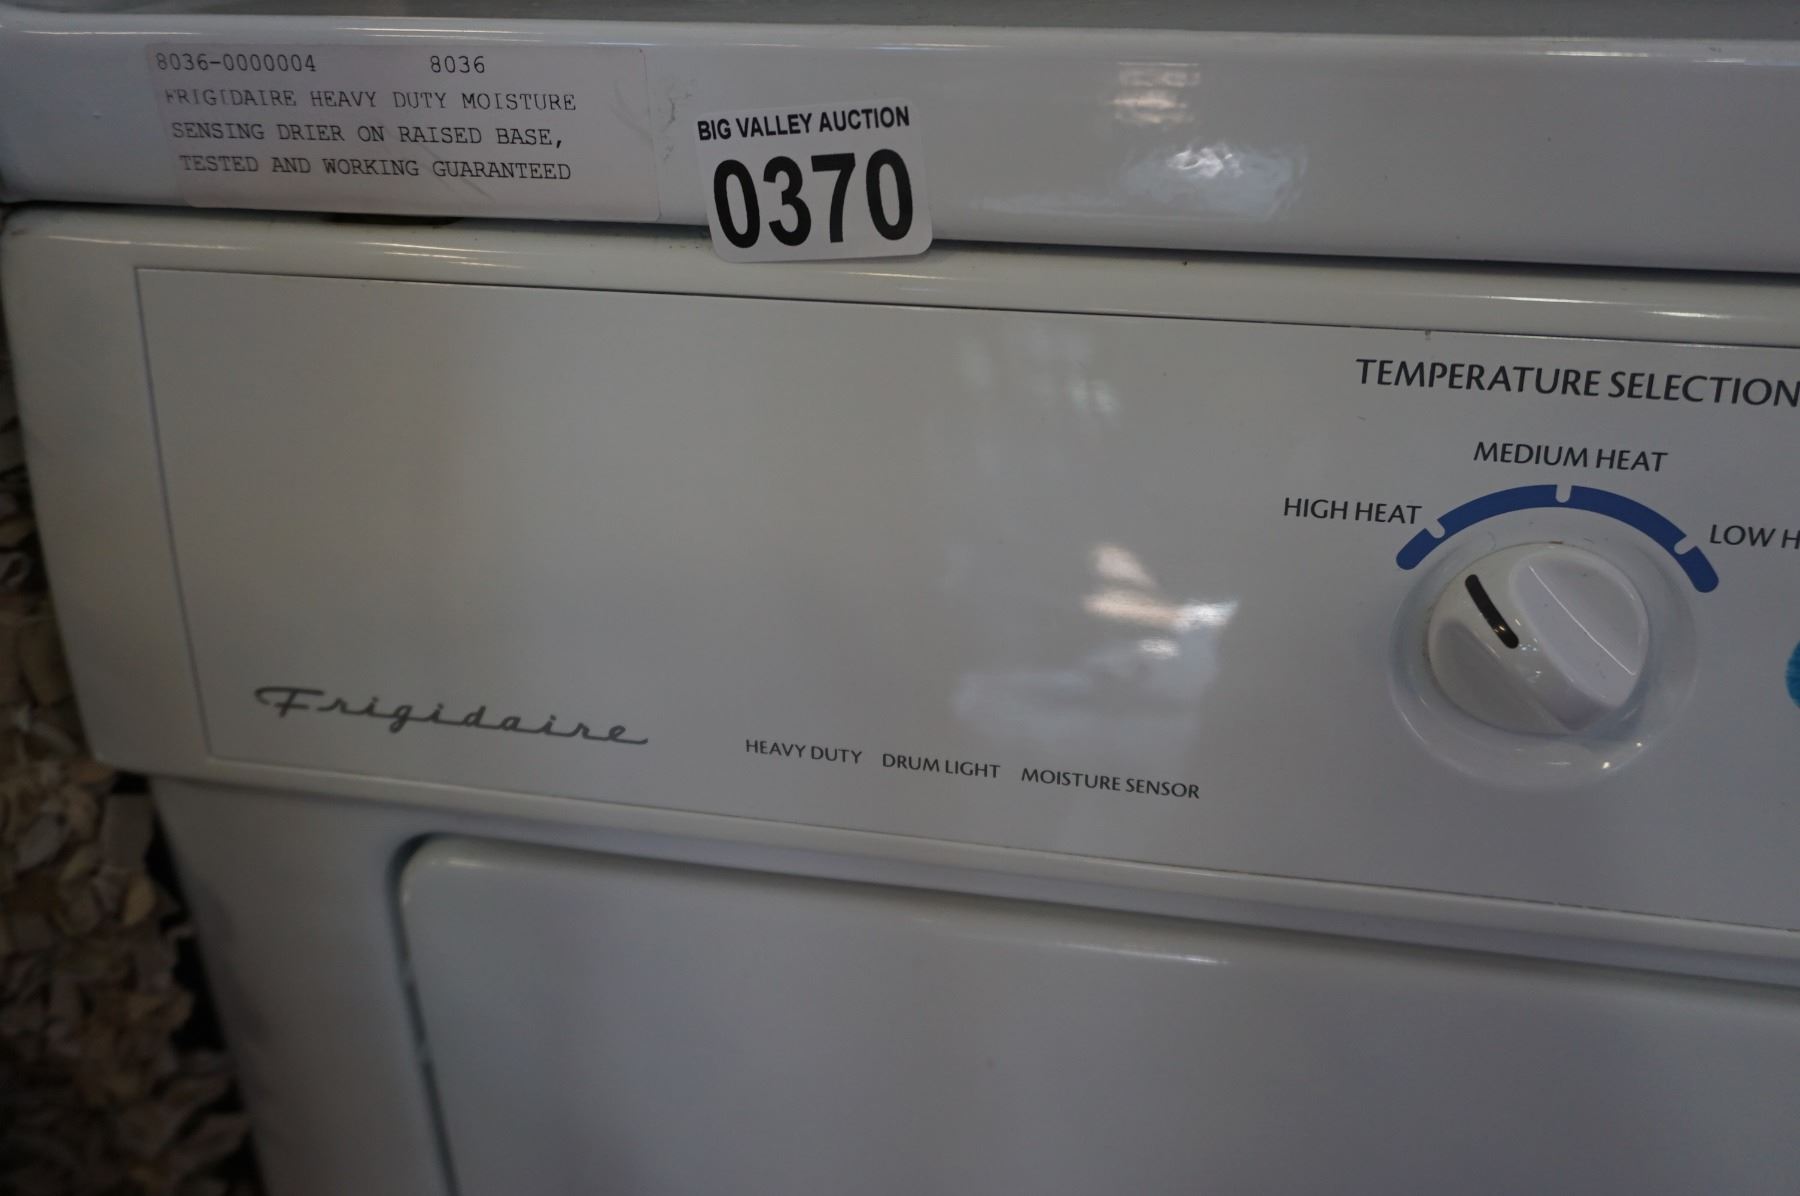 8036-0000004 8036
FRIGIDAIRE HEAVY DUTY MOISTURE
SENSING DRIER ON RAISED BASE,
TESTED AND WORKING GUARANTEED
BIG VALLEY AUCTION
0370
TEMPERATURE SELECTION
MEDIUM HEAT
HIGH HEAT
LOW H
Frigidaire
HEAVY DUTY DRUM LIGHT MOISTURE SENSOR